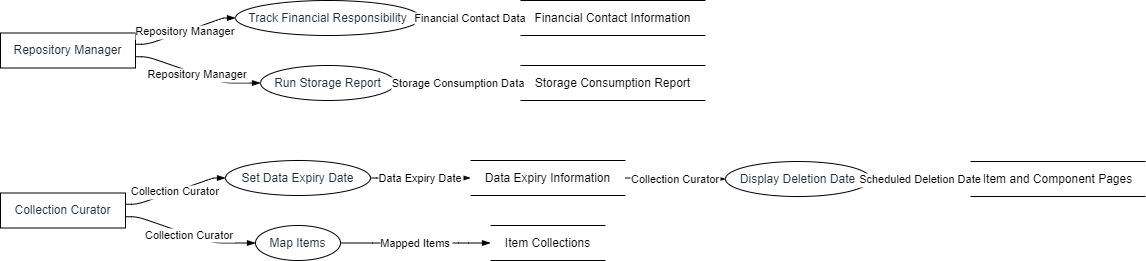 Track Financial Responsibility
Financial Contact Data
Financial Contact Information
Repository Manager
Repository Manager
Repository Manager
Run Storage Report
Storage Consumption Data
Storage Consumption Report
Set Data Expiry Date
Data Expiry Date
Data Expiry Information
Collection Curator
Display Deletion Date
Scheduled Deletion Date
Item and Component Pages
Collection Curator
Collection Curator
Collection Curator
Map Items
Mapped Items
Item Collections